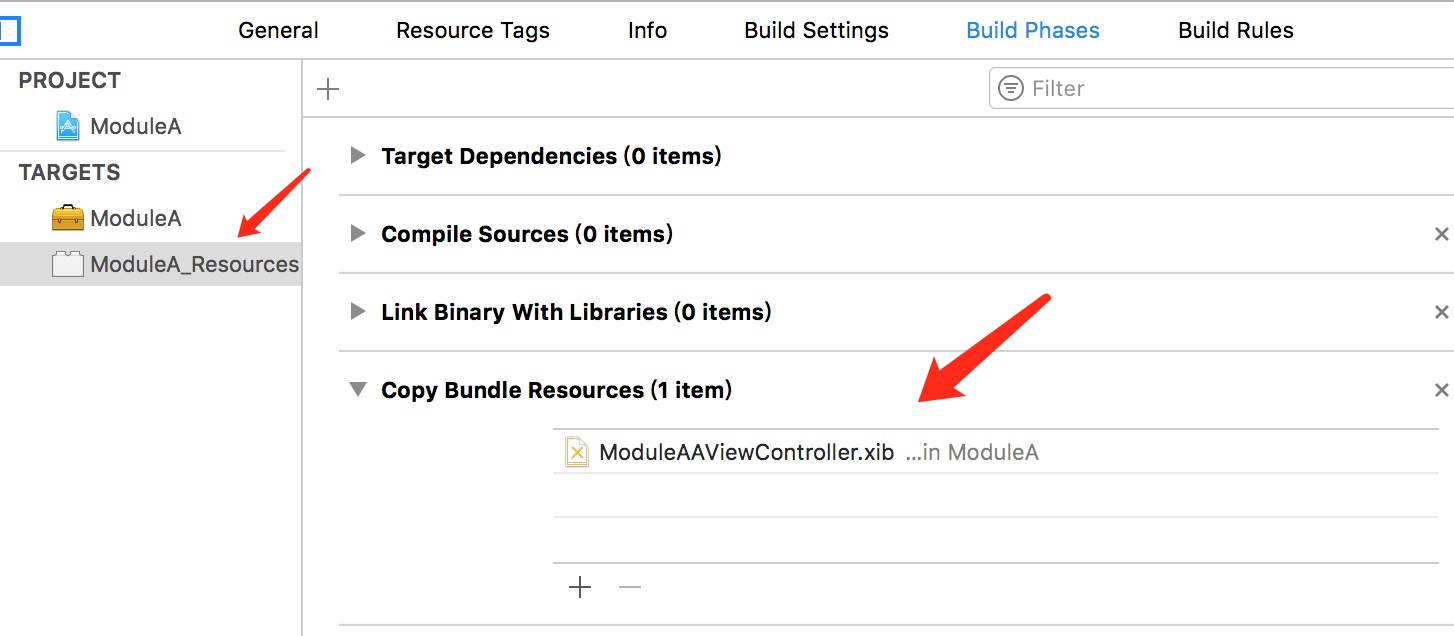 General Resource Tags Info Build Settings Build Phases Build Rules
PROJECT
ModuleA
TARGETS
ModuleA
ModuleA_Resources
Filter
Target Dependencies (0 items)
Compile Sources (0 items)
Link Binary With Libraries (0 items)
Copy Bundle Resources (1 item)
ModuleAAViewController.xib ...in ModuleA